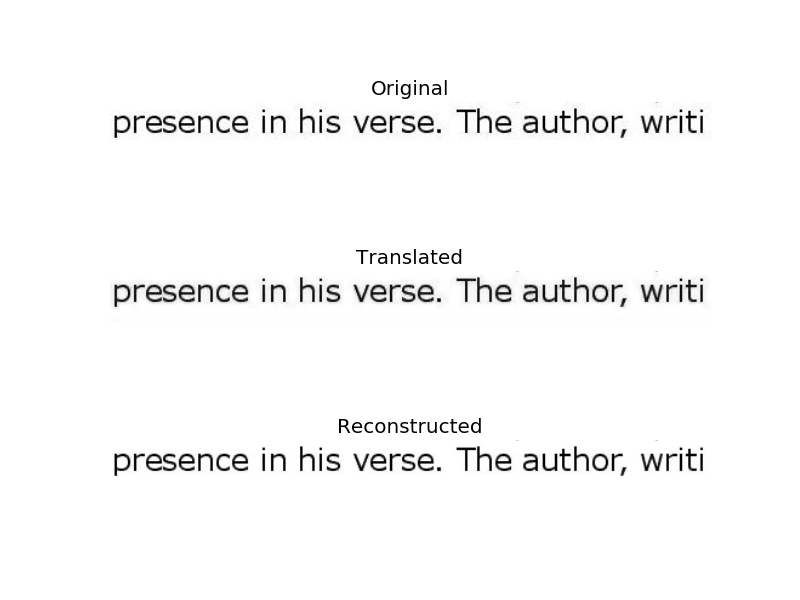 Original
presence in his verse. The author, writi
Translated
presence in his verse. The author, writi
Reconstructed
presence in his verse. The author, writi